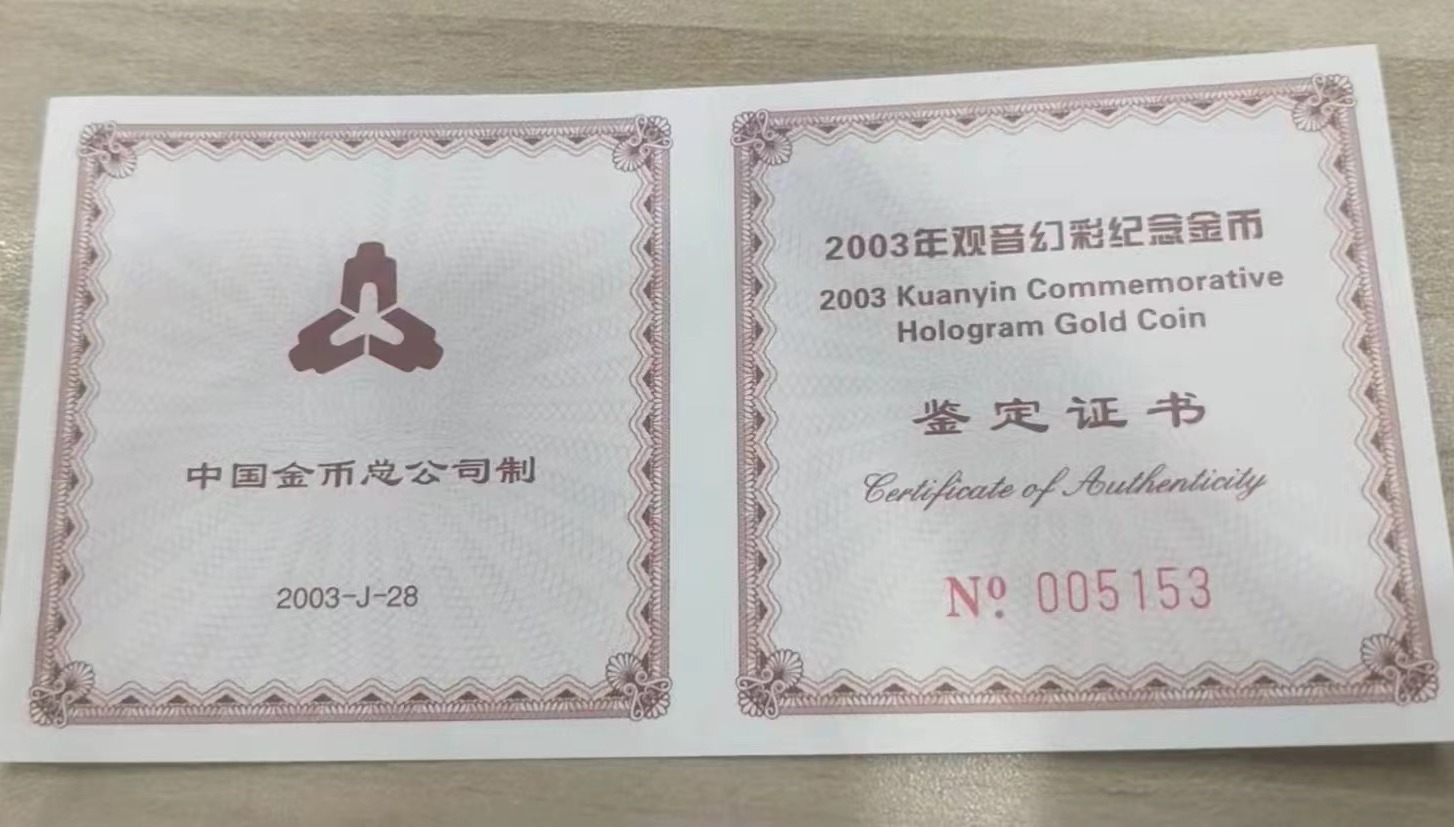 中国金币总公司制
2003-J-28
2003年观音幻彩纪念金币
2003 Kuanyin Commemorative
Hologram Gold Coin
鉴定证书
Certificate of Authenticity
Nº 005153